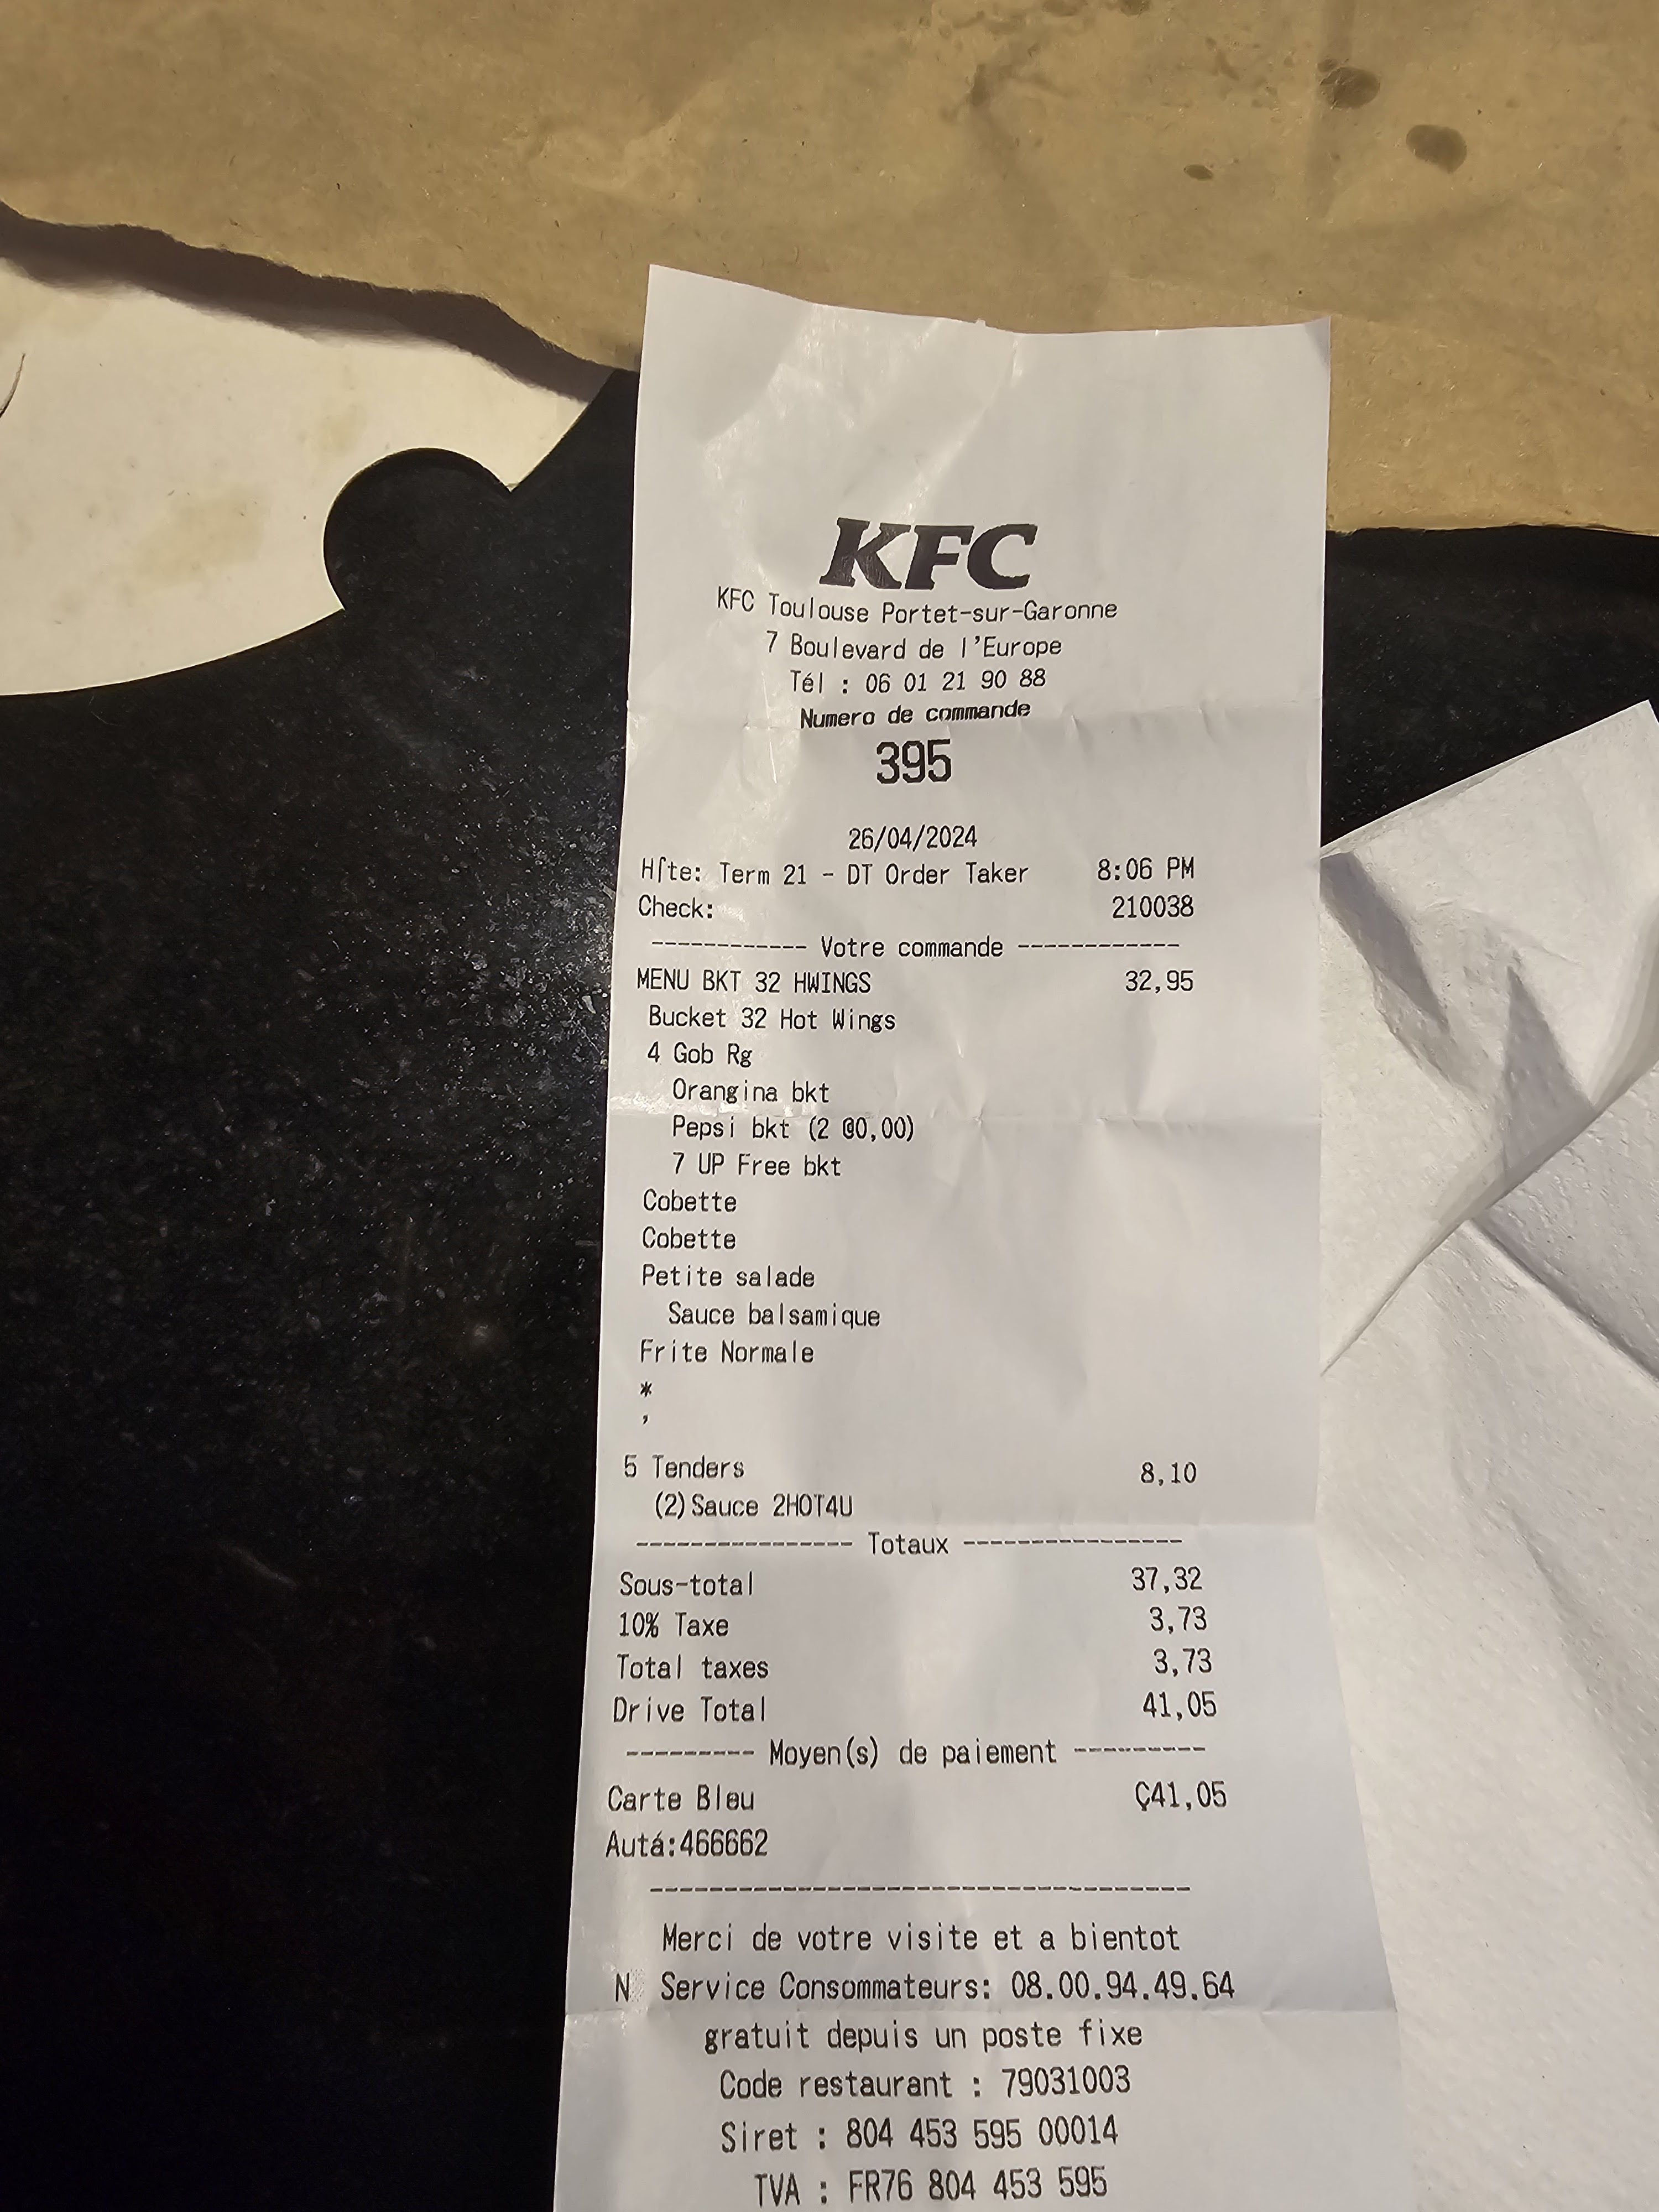 KFC
KFC Toulouse Portet-sur-Garonne
7 Boulevard de l'Europe
Tél : 06 01 21 90 88
Numero de commande
395
26/04/2024
H⌠te: Term 21 - DT Order Taker 8:06 PM
Check: 210038
------------ Votre commande ------------
MENU BKT 32 HWINGS 32,95
Bucket 32 Hot Wings
4 Gob Rg
Orangina bkt
Pepsi bkt (2 @0,00)
7 UP Free bkt
Cobette
Cobette
Petite salade
Sauce balsamique
Frite Normale
*
,
5 Tenders 8,10
(2)Sauce 2HOT4U
---------------- Totaux ----------------
Sous-total 37,32
10% Taxe 3,73
Total taxes 3,73
Drive Total 41,05
--------- Moyen(s) de paiement ---------
Carte Bleu Ç41,05
Autá:466662
----------------------------------------
Merci de votre visite et a bientot
N░ Service Consommateurs: 08.00.94.49.64
gratuit depuis un poste fixe
Code restaurant : 79031003
Siret : 804 453 595 00014
TVA : FR76 804 453 595